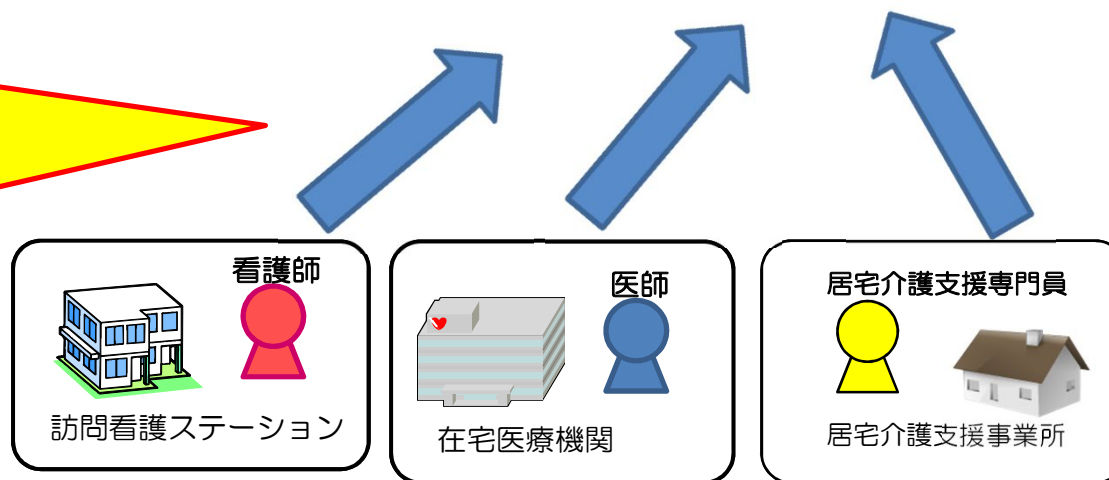 看護師
訪問看護ステーション
医師
在宅医療機関
居宅介護支援専門員
居宅介護支援事業所